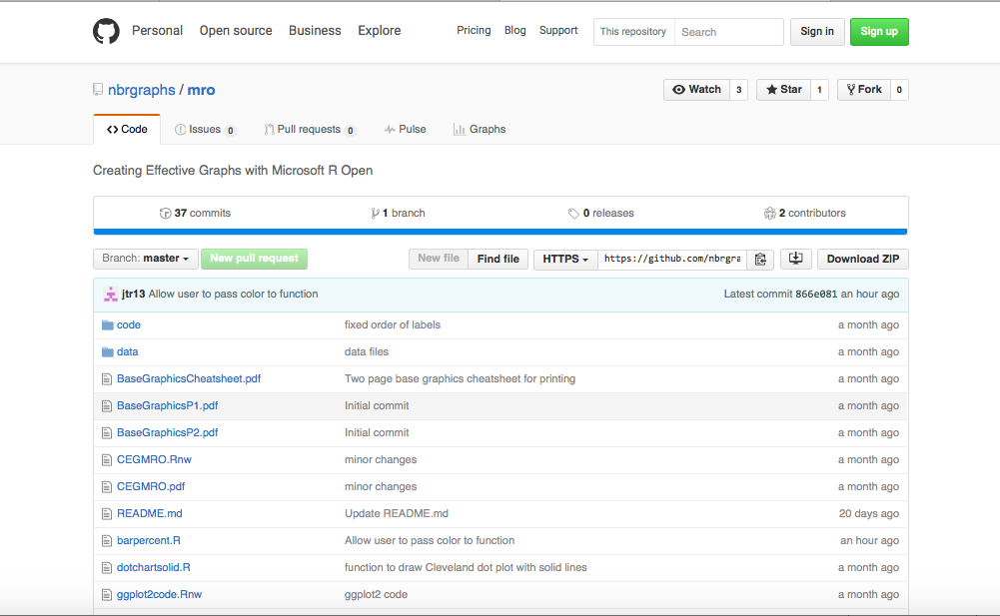 Personal Open source Business Explore Pricing Blog Support This repository Search Sign in Sign up
nbrgraphs / mro Watch 3 Star 1 Fork 0
Code Issues 0 Pull requests 0 Pulse Graphs
Creating Effective Graphs with Microsoft R Open
37 commits 1 branch 0 releases 2 contributors
Branch: master New pull request New file Find file HTTPS https://github.com/nbrgra Download ZIP
jtr13 Allow user to pass color to function Latest commit 866e081 an hour ago
code fixed order of labels a month ago
data data files a month ago
BaseGraphicsCheatsheet.pdf Two page base graphics cheatsheet for printing a month ago
BaseGraphicsP1.pdf Initial commit a month ago
BaseGraphicsP2.pdf Initial commit a month ago
CEGMRO.Rnw minor changes a month ago
CEGMRO.pdf minor changes a month ago
README.md Update README.md 20 days ago
barpercent.R Allow user to pass color to function an hour ago
dotchartsolid.R function to draw Cleveland dot plot with solid lines a month ago
ggplot2code.Rnw ggplot2 code a month ago